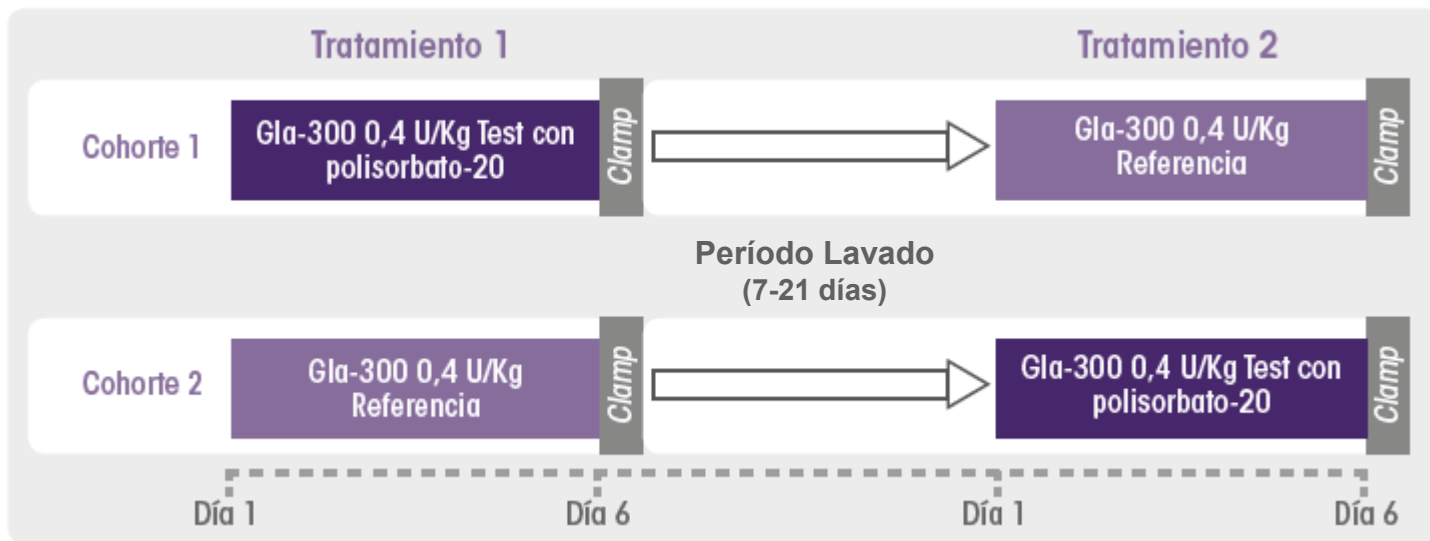 Tratamiento 1
Tratamiento 2
Cohorte 1
Gla-300 0,4 U/Kg Test con
polisorbato-20
Clamp
Gla-300 0,4 U/Kg
Referencia
Clamp
Período Lavado
(7-21 días)
Cohorte 2
Gla-300 0,4 U/Kg
Referencia
Clamp
Gla-300 0,4 U/Kg Test con
polisorbato-20
Clamp
Día 1
Día 6
Día 1
Día 6